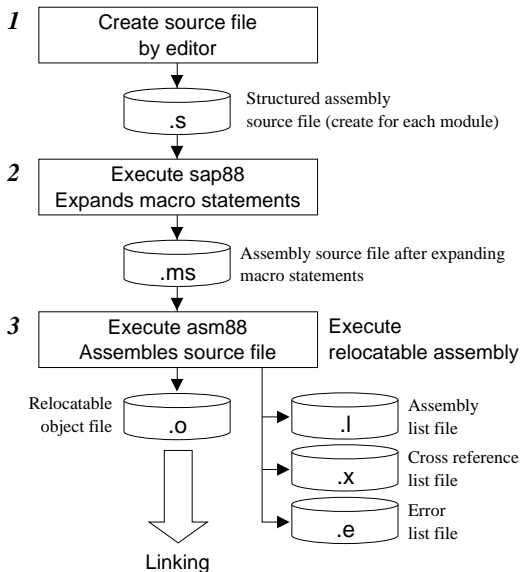 1
Create source file
by editor
.s
Structured assembly
source file (create for each module)
2
Execute sap88
Expands macro statements
.ms
Assembly source file after expanding
macro statements
3
Execute asm88
Assembles source file
Execute
relocatable assembly
Relocatable
object file
.o
.l
Assembly
list file
.x
Cross reference
list file
.e
Error
list file
Linking